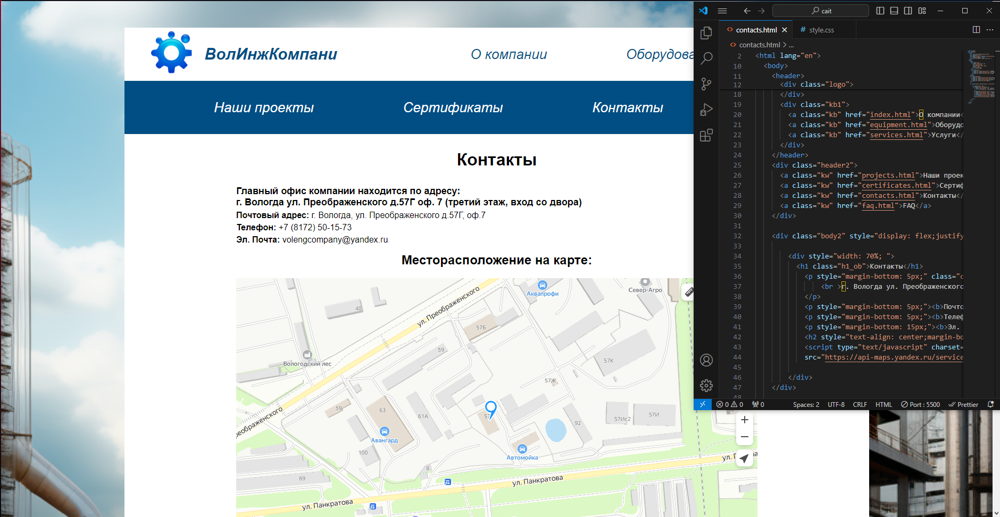 ВолИнжКомпани
О компании
Наши проекты
Сертификаты
Контакты
Контакты
Главный офис компании находится по адресу:
г. Вологда ул. Преображенского д.57Г оф. 7 (третий этаж, вход со двора)
Почтовый адрес: г. Вологда, ул. Преображенского д.57Г, оф.7
Телефон: +7 (8172) 50-15-73
Эл. Почта: volengcompany@yandex.ru
Месторасположение на карте:
Аквапрофи
Север-Агро
ул. Преображенского
40
57Б
59
Вологодский лес
57К
57Ж
59
63
61А
57Ис2
57И
92
Авангард
100
Автомойка
8
69
ул. Панкратова
ул. Панкратова
cait
contacts.html
# style.css
contacts.html > ...
2 <html lang="en">
10 <body>
11 <header>
12 <div class="logo">
18 </div>
19 <div class="kb1">
20 <a class="kb" href="index.html">О компании<
21 <a class="kb" href="equipment.html">Оборудо
22 <a class="kb" href="services.html">Услуги</
23 </div>
24 </header>
25 <div class="header2">
26 <a class="kw" href="projects.html">Наши проек
27 <a class="kw" href="certificates.html">Сертиф
28 <a class="kw" href="contacts.html">Контакты</
29 <a class="kw" href="faq.html">FAQ</a>
30 </div>
31
32 <div class="body2" style="display: flex;justify
33
34 <div style="width: 70%; ">
35 <h1 class="h1_ob">Контакты</h1>
36 <p style="margin-bottom: 5px;" class="c
37 <br >г. Вологда ул. Преображенского
38 </p>
39 <p style="margin-bottom: 5px;"><b>Почто
40 <p style="margin-bottom: 5px;"><b>Телеф
41 <p style="margin-bottom: 15px;"><b>Эл.
42 <h2 style="text-align: center;margin-bo
43 <script type="text/javascript" charset=
44 src="https://api-maps.yandex.ru/service
45
46 </div>
47 </div>
48
0 0 0 Spaces: 2 UTF-8 CRLF HTML Port : 5500 Prettier